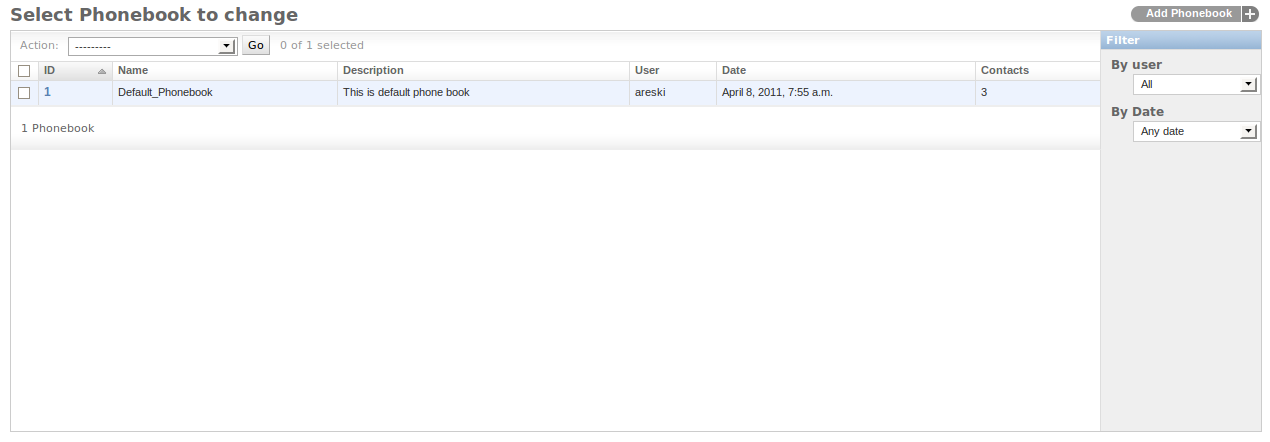 Select Phonebook to change
Add Phonebook +
Action: --------- Go 0 of 1 selected
Filter
ID Name Description User Date Contacts
1 Default_Phonebook This is default phone book areski April 8, 2011, 7:55 a.m. 3
1 Phonebook
By user
All
By Date
Any date